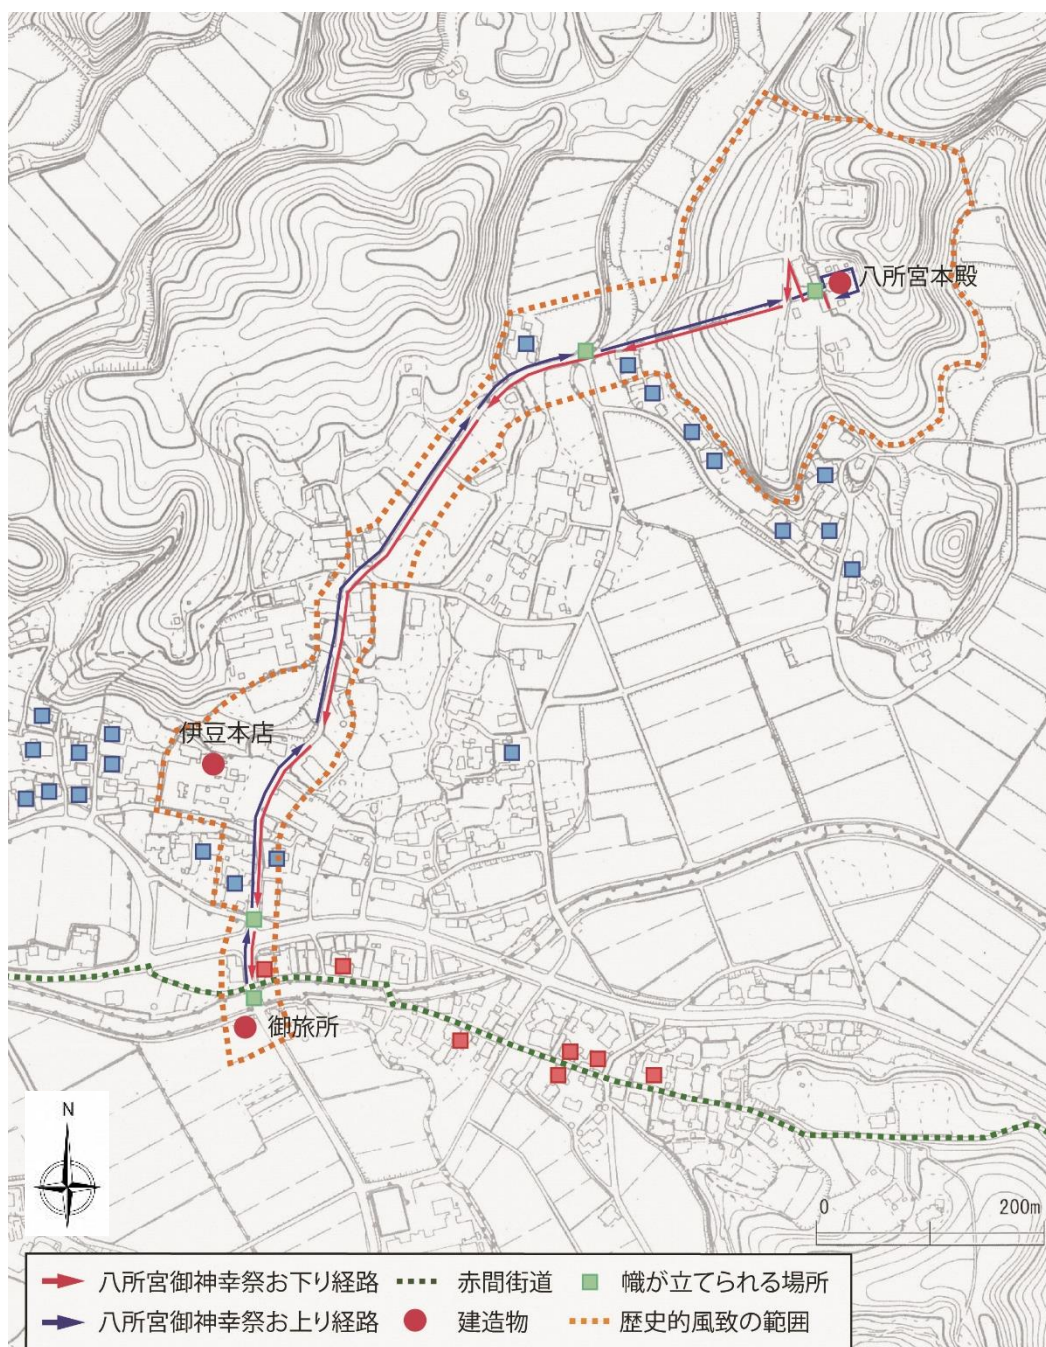 八所宮本殿
伊豆本店
御旅所
N
0 200m
八所宮御神幸祭お下り経路
赤間街道
幟が立てられる場所
八所宮御神幸祭お上り経路
建造物
歴史的風致の範囲